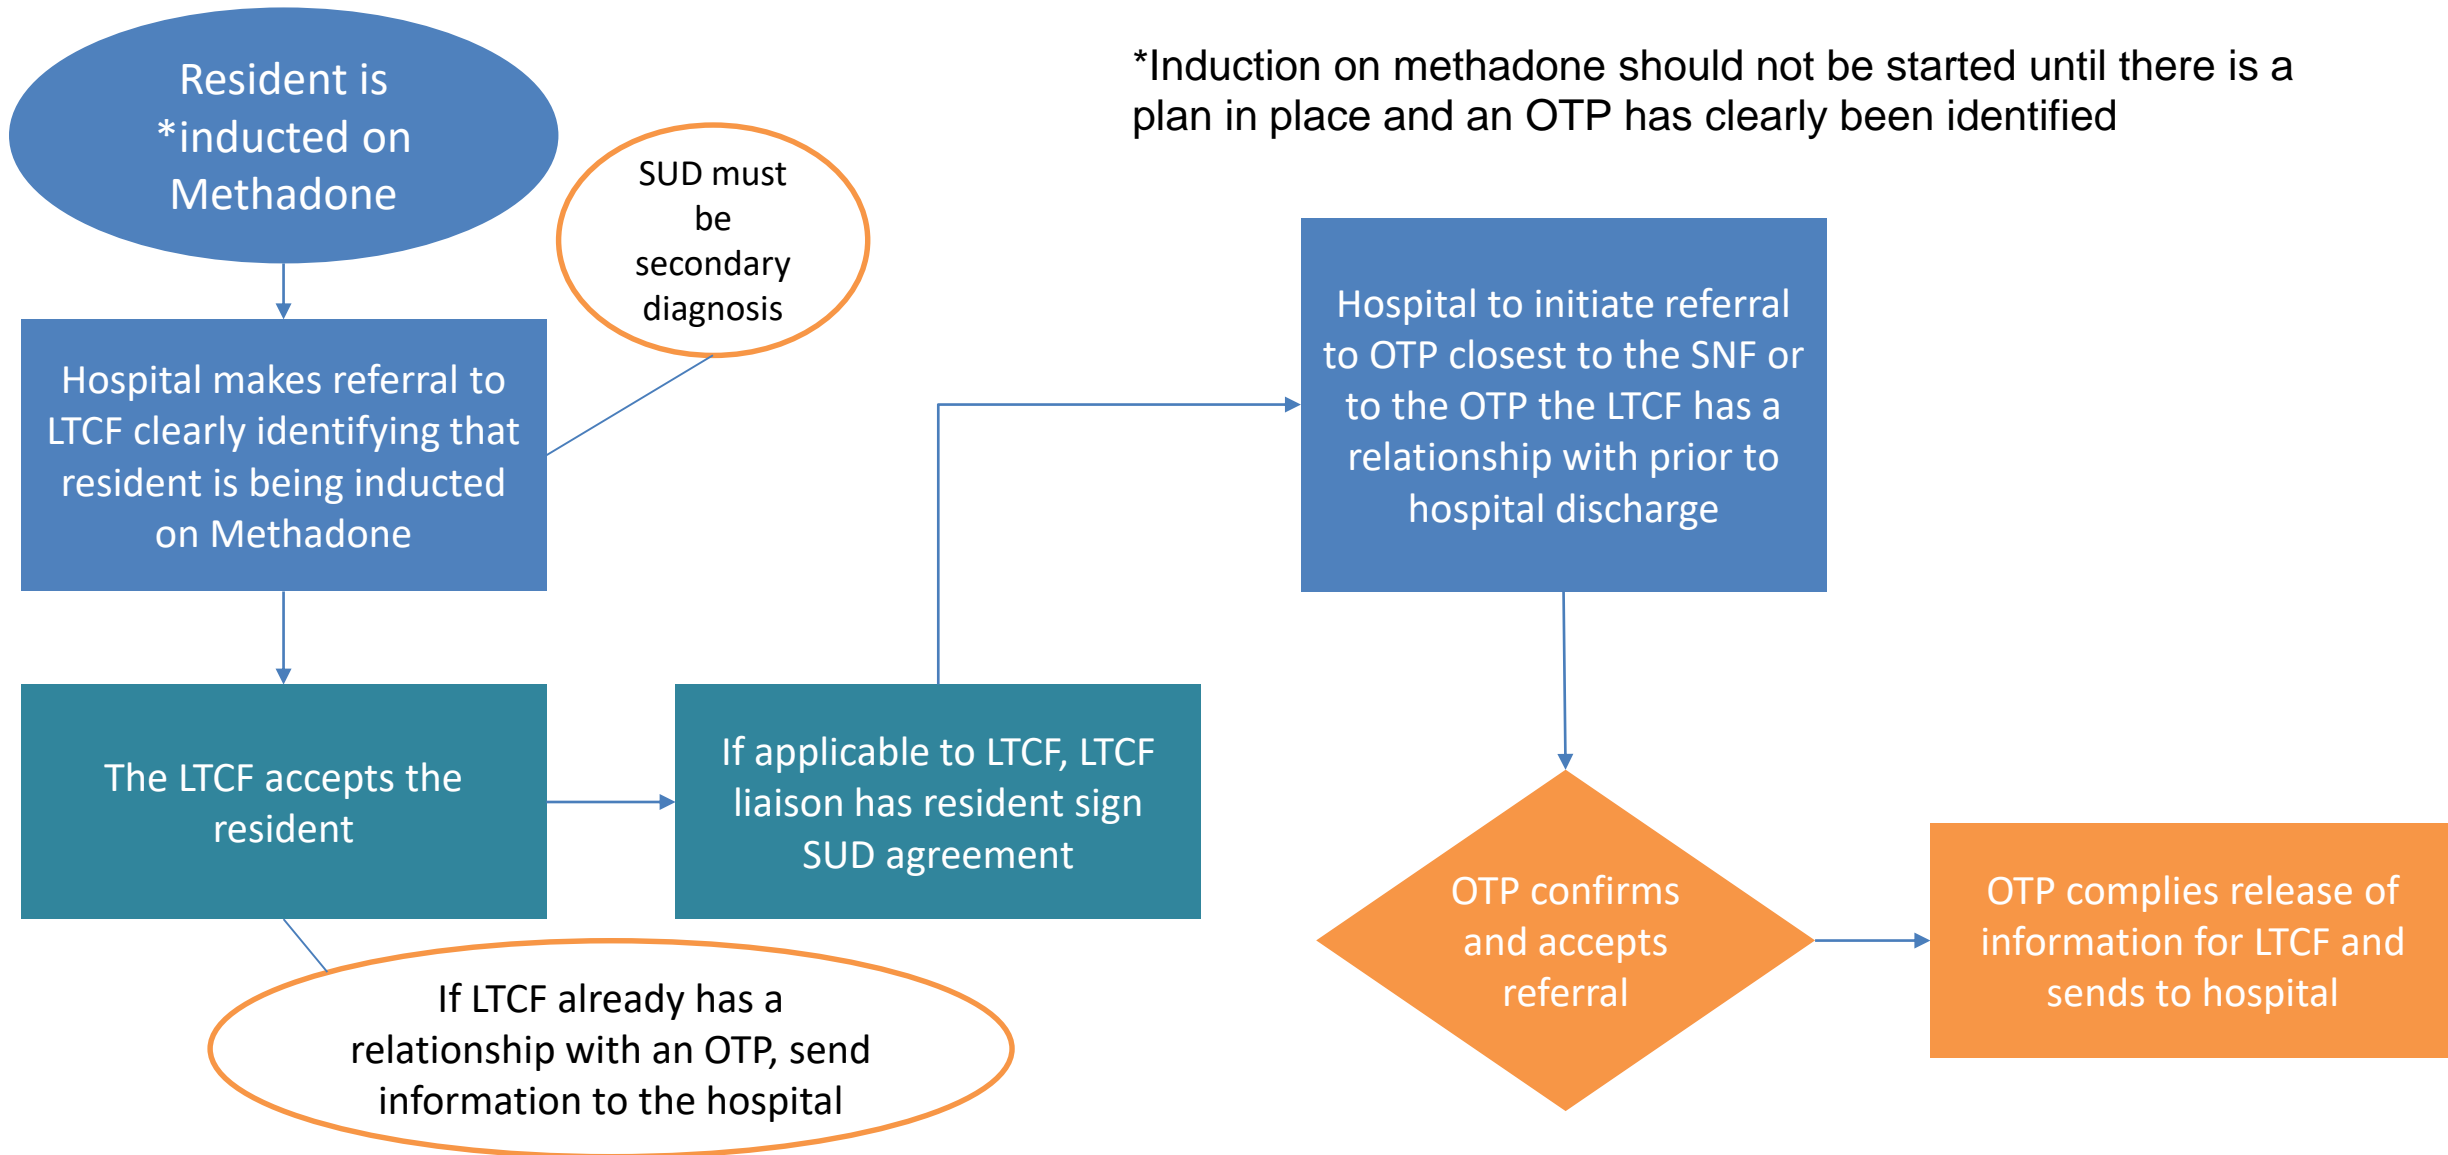 Resident is
*inducted on
Methadone
*Induction on methadone should not be started until there is a
plan in place and an OTP has clearly been identified
SUD must
be
secondary
diagnosis
Hospital makes referral to
LTCF clearly identifying that
resident is being inducted
on Methadone
Hospital to initiate referral
to OTP closest to the SNF or
to the OTP the LTCF has a
relationship with prior to
hospital discharge
The LTCF accepts the
resident
If applicable to LTCF, LTCF
liaison has resident sign
SUD agreement
If LTCF already has a
relationship with an OTP, send
information to the hospital
OTP confirms
and accepts
referral
OTP complies release of
information for LTCF and
sends to hospital